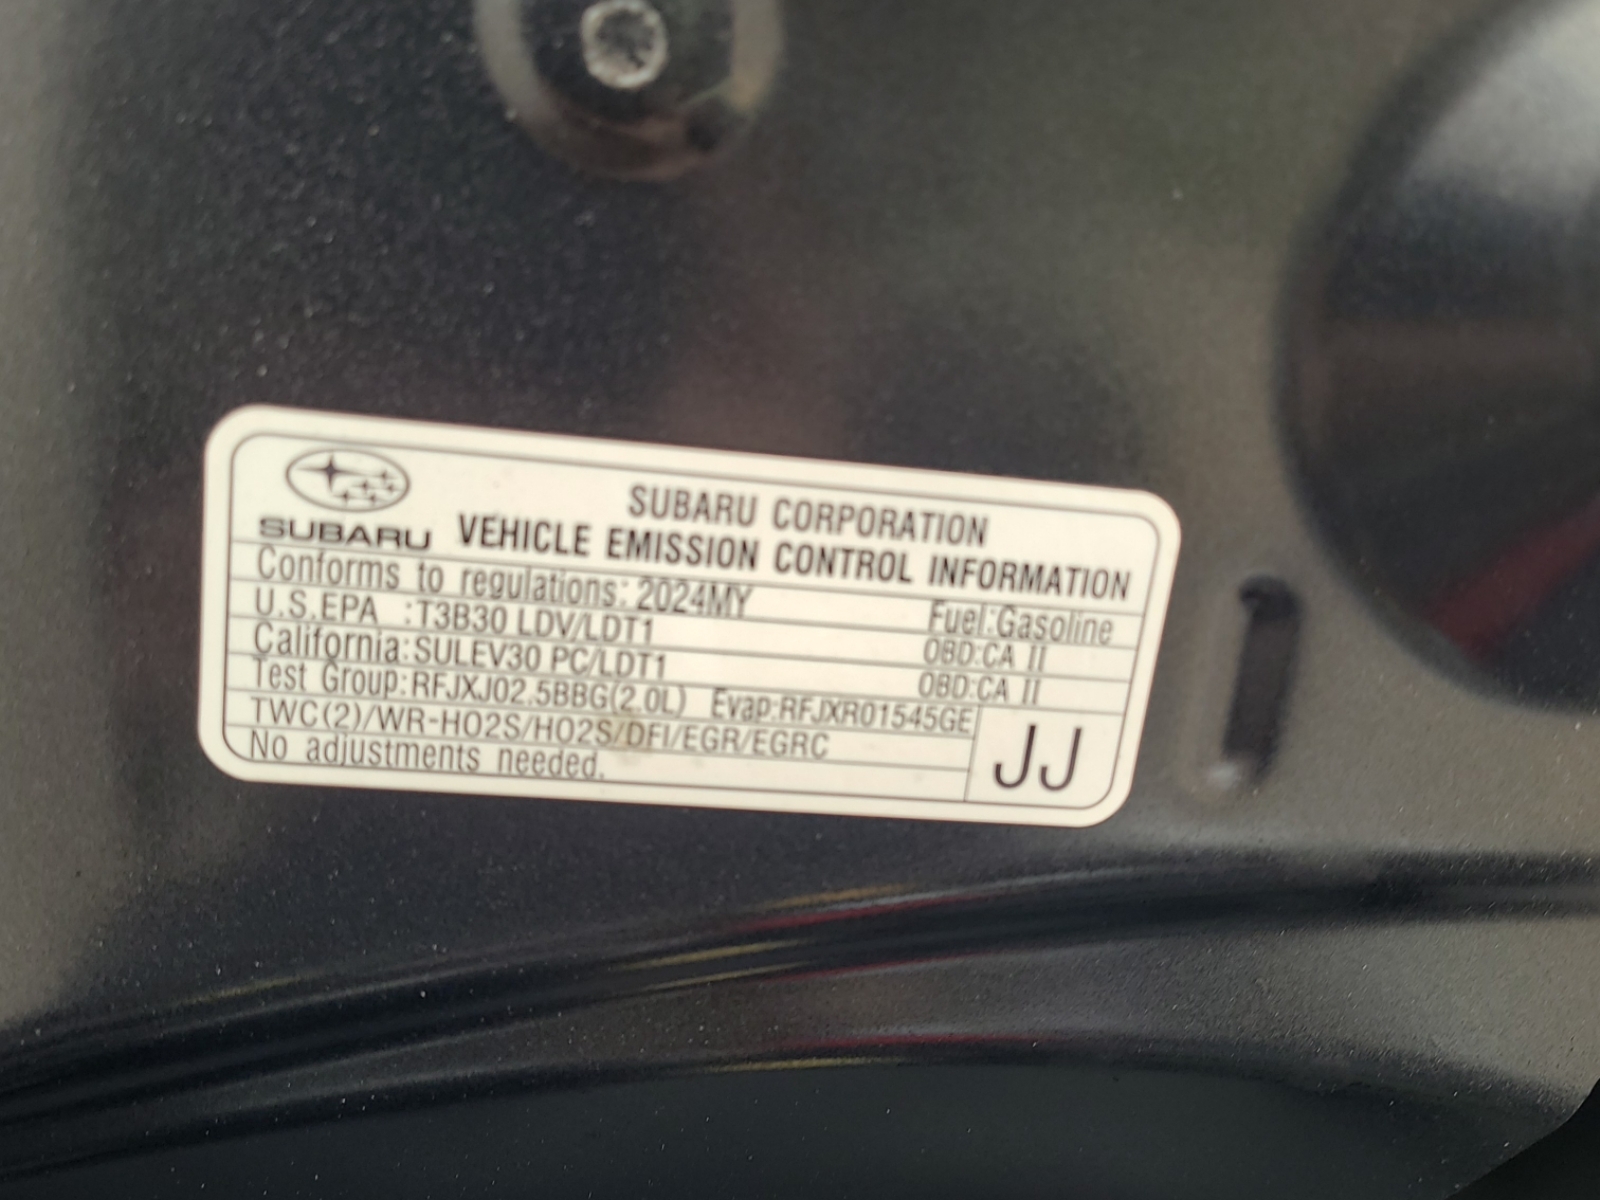 SUBARU CORPORATION
SUBARU VEHICLE EMISSION CONTROL INFORMATION
Conforms to regulations: 2024MY Fuel:Gasoline
U.S.EPA :T3B30 LDV/LDT1 OBD:CA II
California:SULEV30 PC/LDT1 OBD:CA II
Test Group:RFJXJ02.5BBG(2.0L) Evap:RFJXR01545GE
TWC(2)/WR-HO2S/HO2S/DFI/EGR/EGRC
No adjustments needed.
JJ